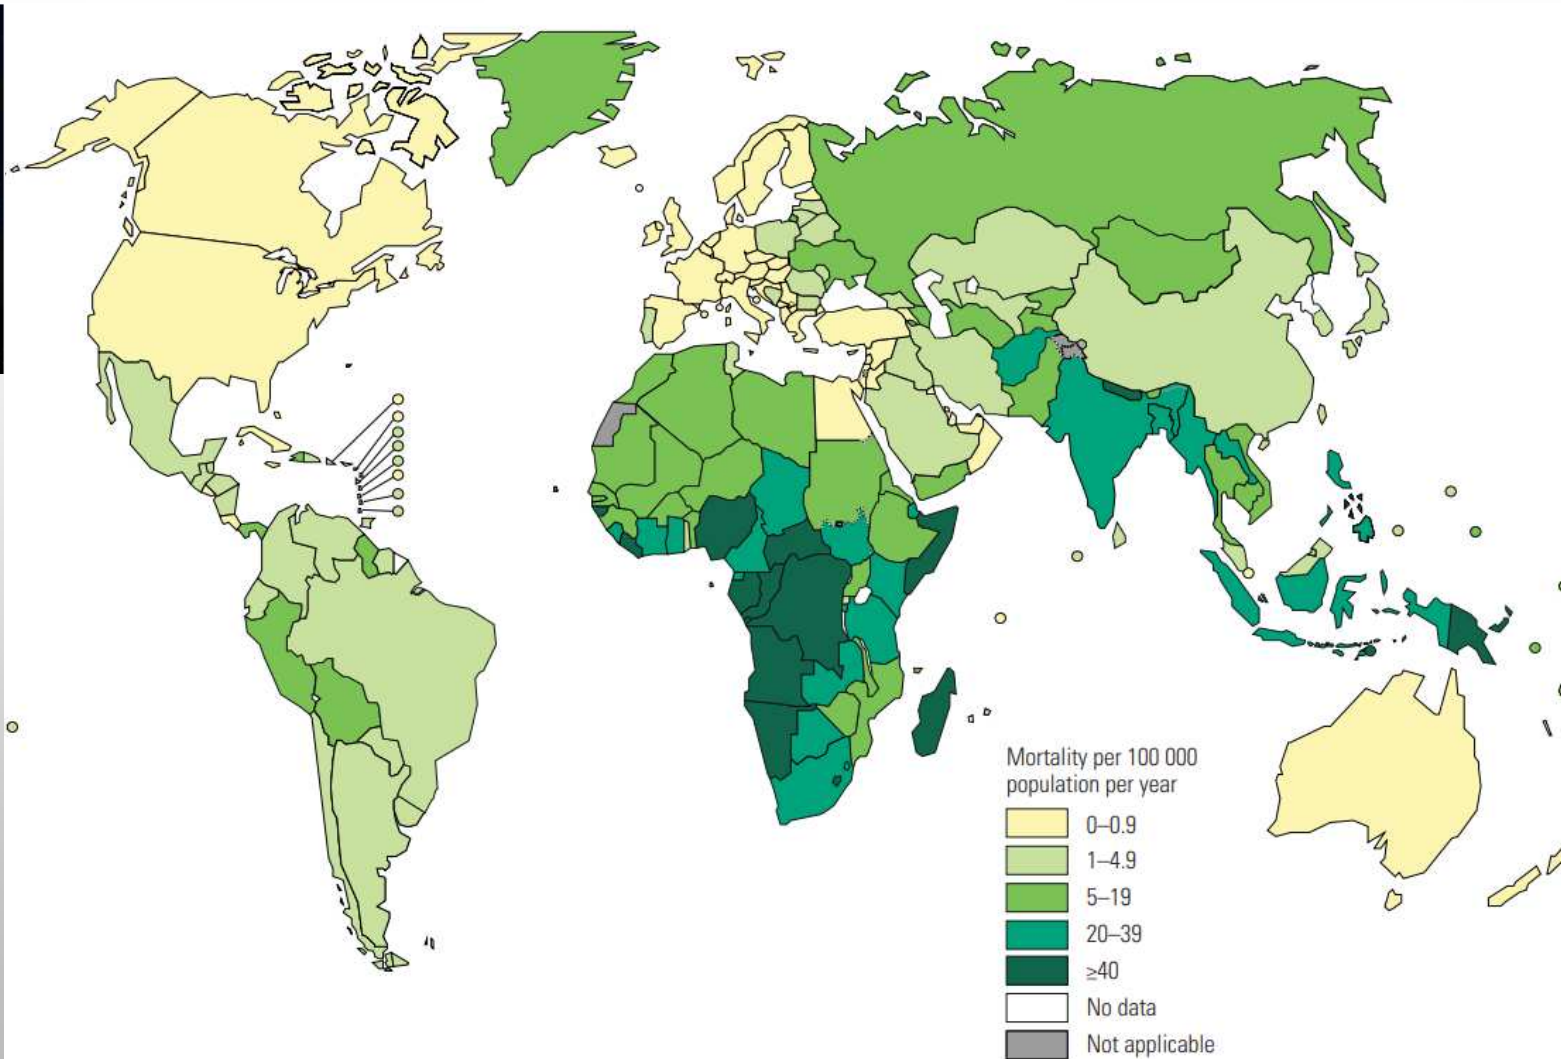 Mortality per 100 000
population per year
0–0.9
1–4.9
5–19
20–39
≥40
No data
Not applicable